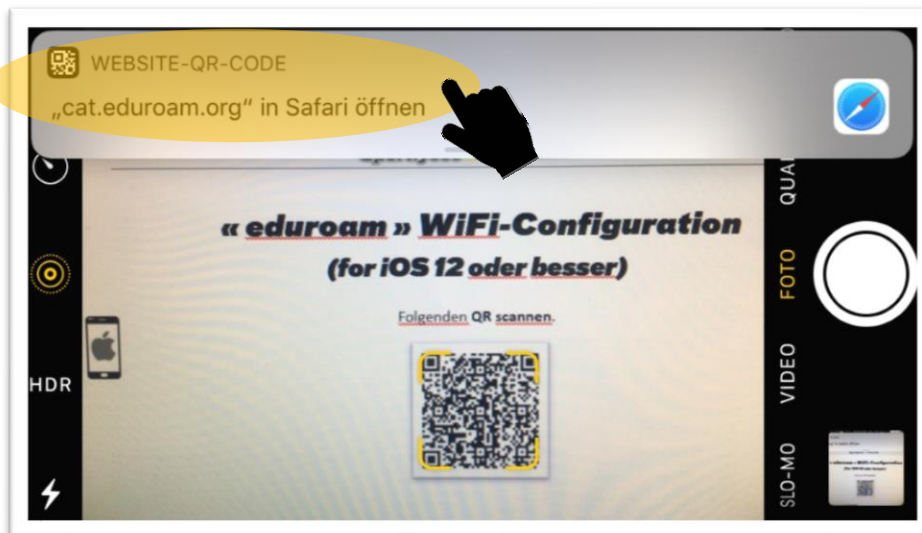 WEBSITE-QR-CODE
„cat.eduroam.org“ in Safari öffnen
« eduroam » WiFi-Configuration
(for iOS 12 oder besser)
Folgenden QR scannen.
HDR
QUAD
FOTO
VIDEO
SLO-MO